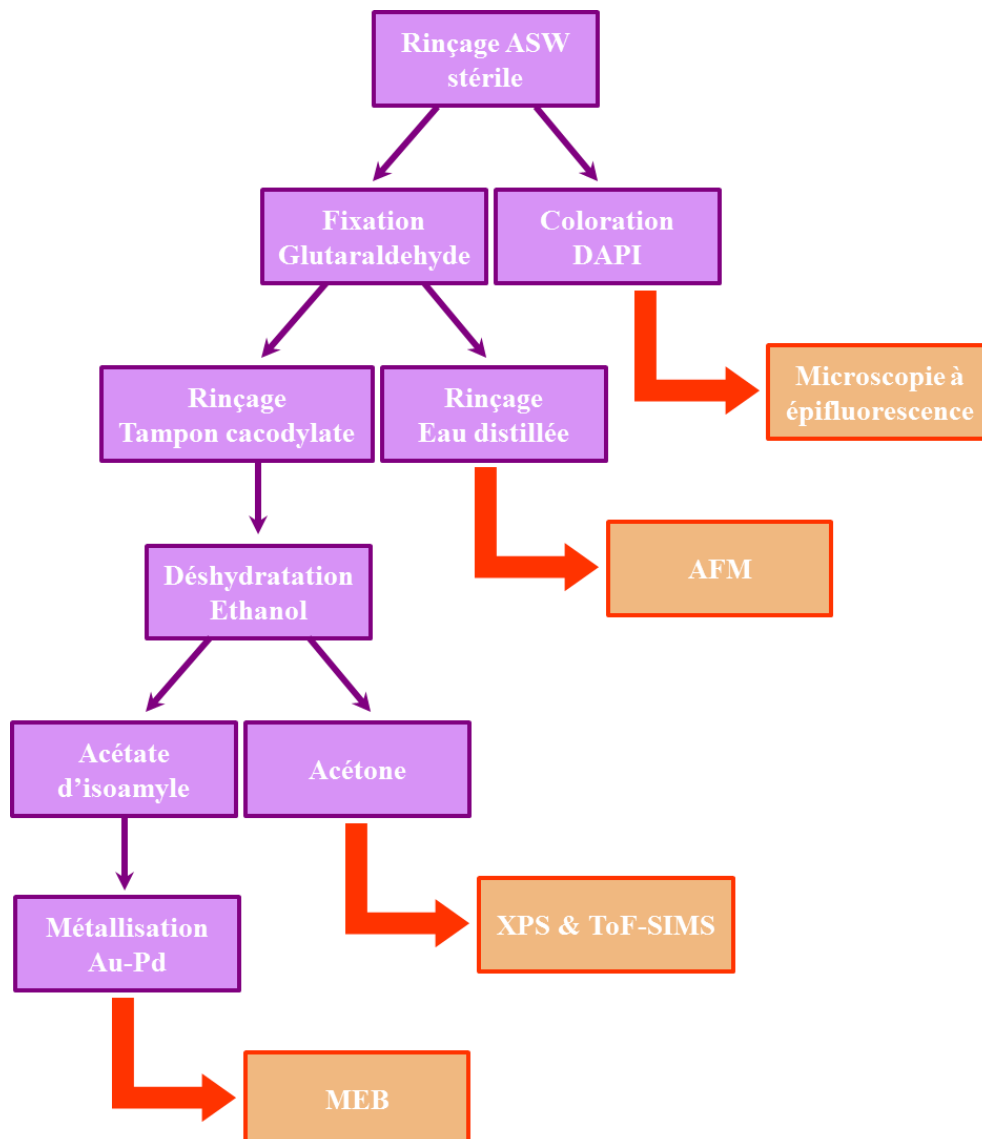 Rinçage ASW
stérile
Fixation
Glutaraldehyde
Coloration
DAPI
Microscopie à
épifluorescence
Rinçage
Tampon cacodylate
Rinçage
Eau distillée
AFM
Déshydratation
Ethanol
Acétate
d’isoamyle
Acétone
XPS & ToF-SIMS
Métallisation
Au-Pd
MEB